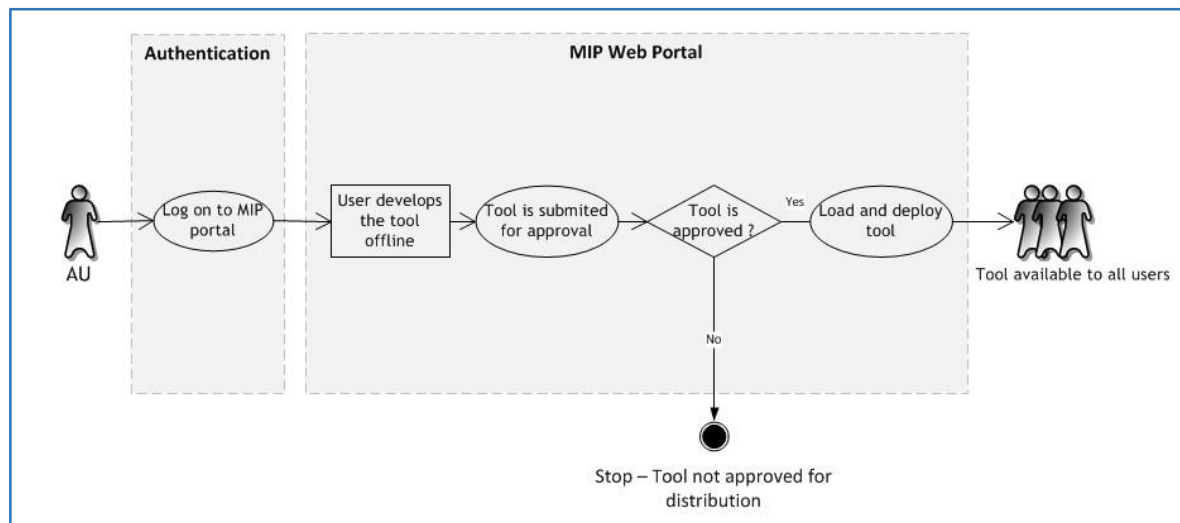 Authentication
MIP Web Portal
AU
Log on to MIP
portal
User develops
the tool
offline
Tool is submited
for approval
Tool is
approved ?
Yes
Load and deploy
tool
Tool available to all users
No
Stop – Tool not approved for
distribution